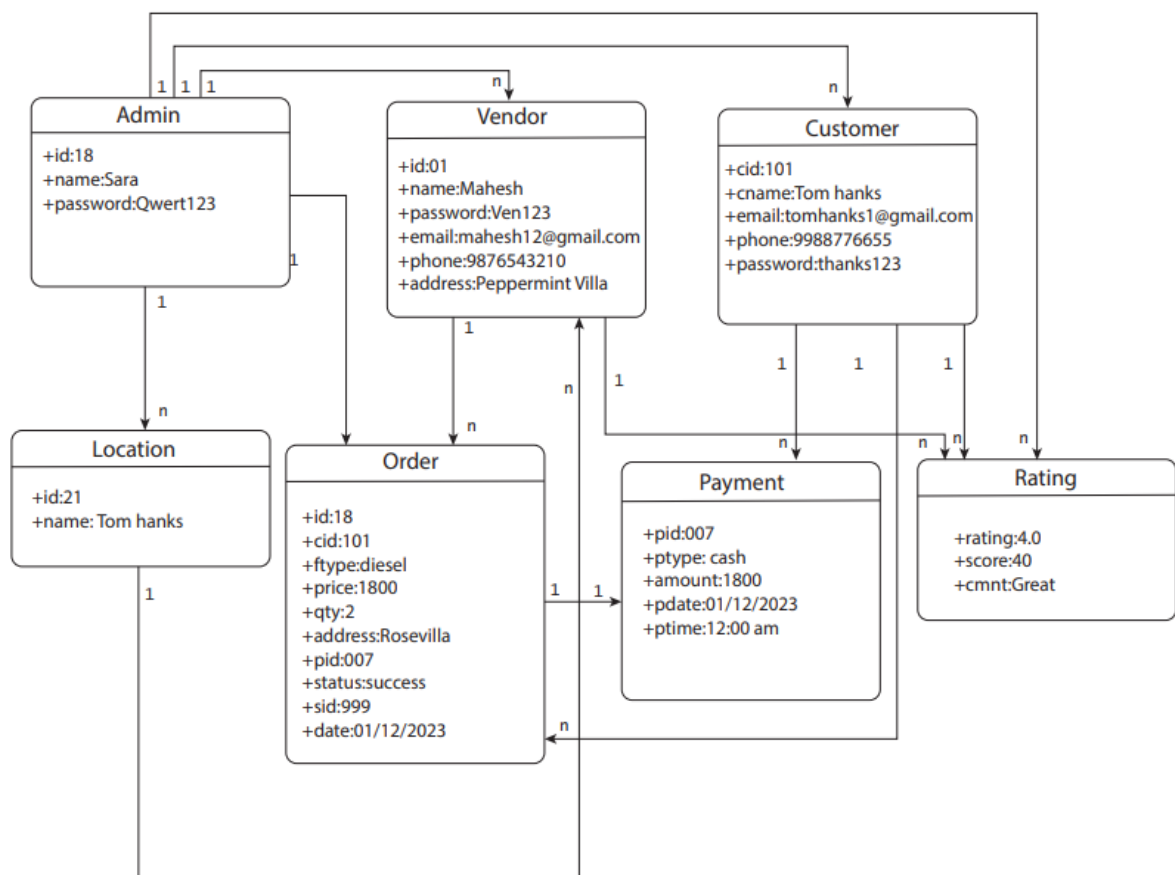 1 1 1 n n
Admin
+id:18
+name:Sara
+password:Qwert123
Vendor
+id:01
+name:Mahesh
+password:Ven123
+email:mahesh12@gmail.com
+phone:9876543210
+address:Peppermint Villa
Customer
+cid:101
+cname:Tom hanks
+email:tomhanks1@gmail.com
+phone:9988776655
+password:thanks123
1
1 1 n 1 1 1 1
n n n n n n
Location
+id:21
+name: Tom hanks
Order
+id:18
+cid:101
+ftype:diesel
+price:1800
+qty:2
+address:Rosevilla
+pid:007
+status:success
+sid:999
+date:01/12/2023
Payment
+pid:007
+ptype: cash
+amount:1800
+pdate:01/12/2023
+ptime:12:00 am
Rating
+rating:4.0
+score:40
+cmnt:Great
1 1 1
n